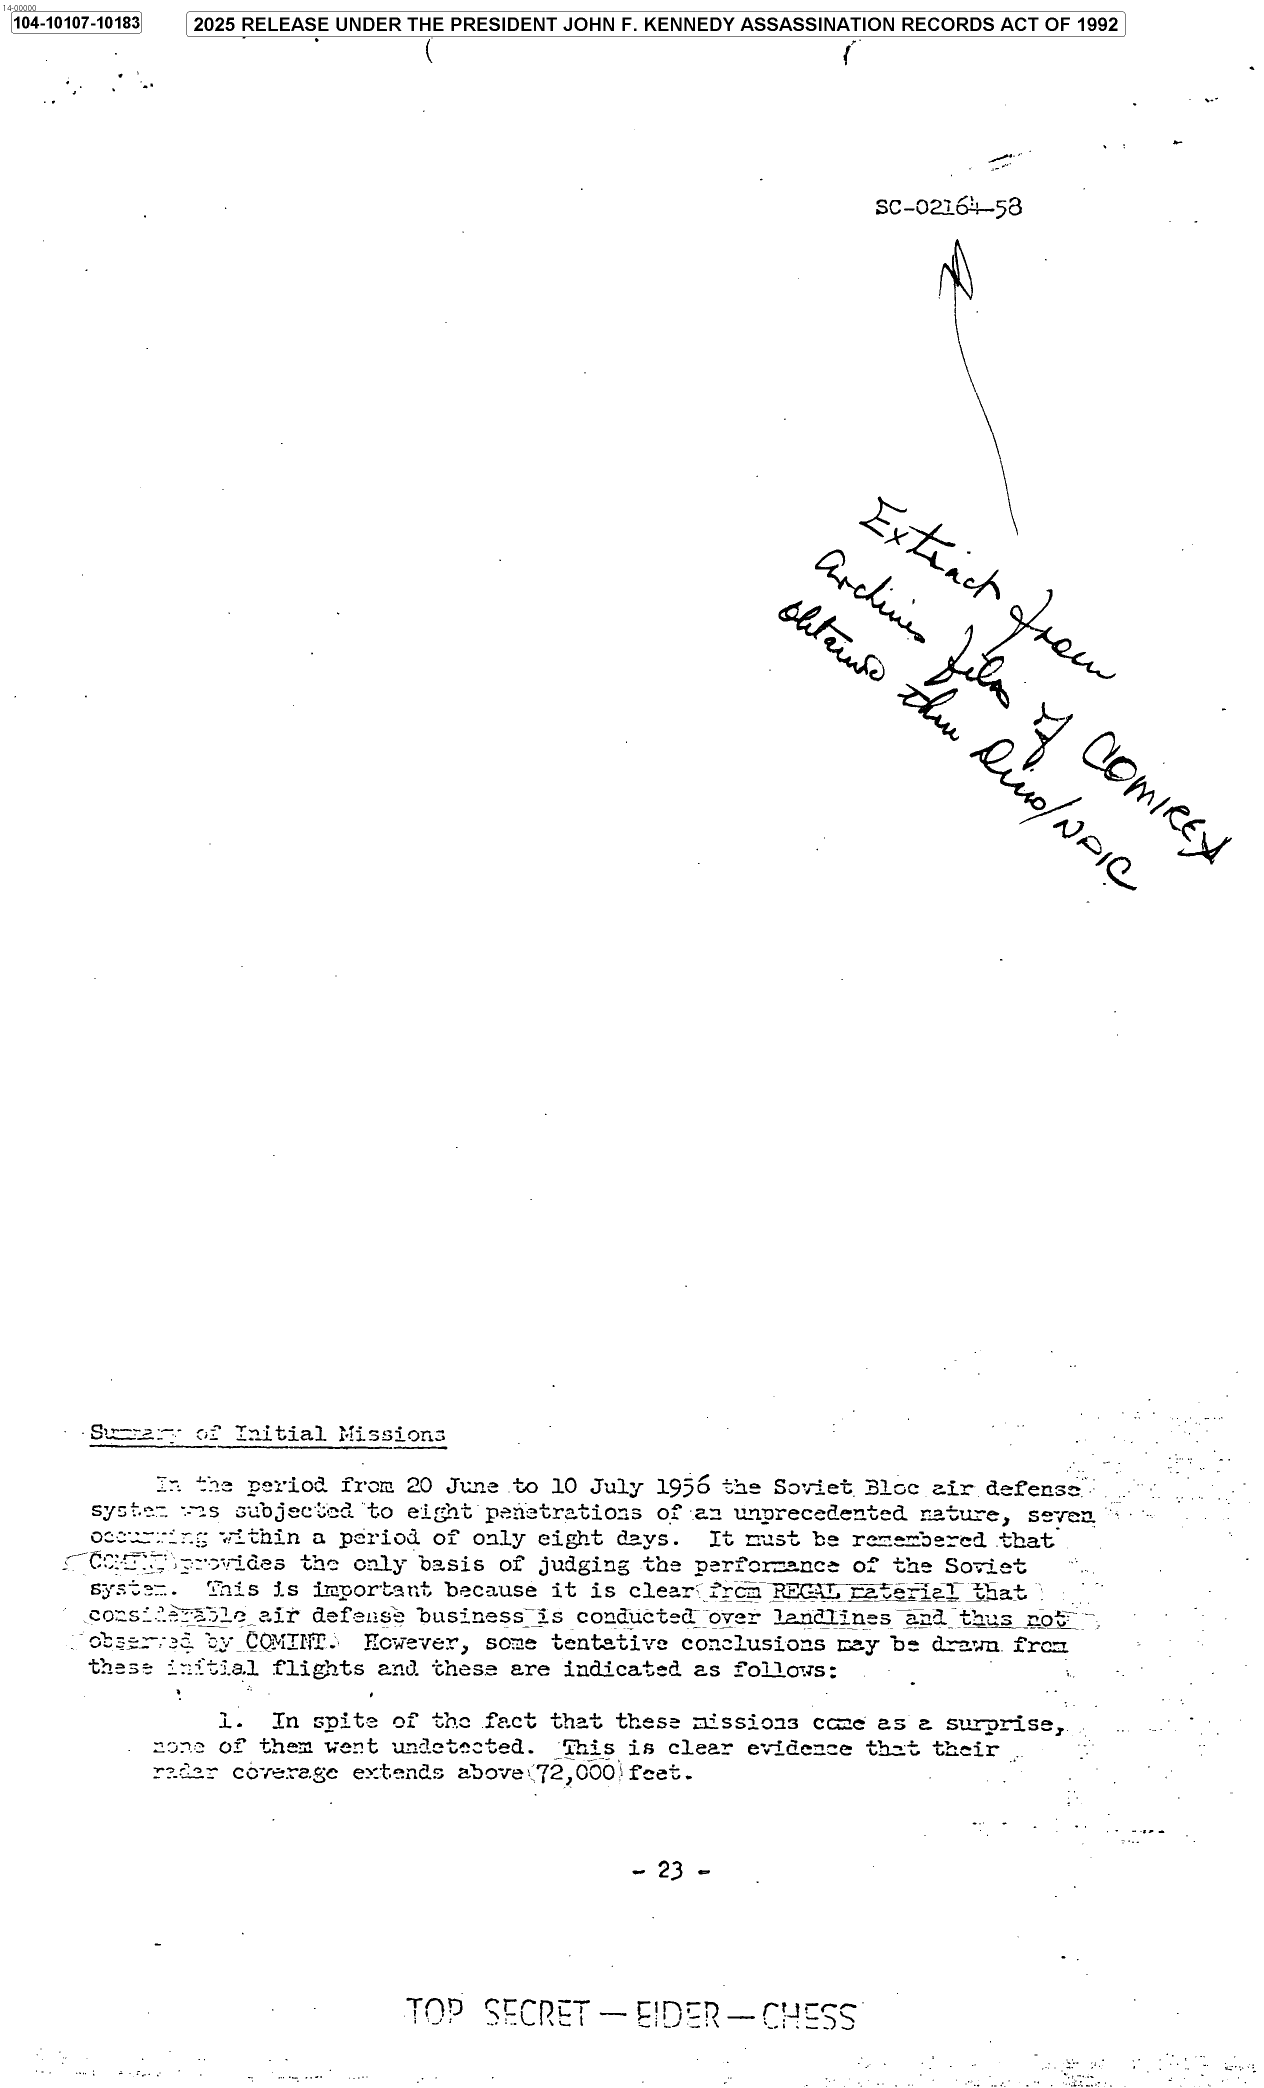 14-00000
104-10107-10183
2025 RELEASE UNDER THE PRESIDENT JOHN F. KENNEDY ASSASSINATION RECORDS ACT OF 1992
SC-02164-58
Extract from
archives files of COMIREX
obtained thru Dino/NPIC
Summary of Initial Missions
In the period from 20 June to 10 July 1956 the Soviet Bloc air defense
system was subjected to eight penetrations of an unprecedented nature, seven
occurring within a period of only eight days. It must be remembered that
COMINT provides the only basis of judging the performance of the Soviet
system. This is important because it is clear from REGAL material that
considerable air defense business is conducted over landlines and thus not
observed by COMINT. However, some tentative conclusions may be drawn from
these initial flights and these are indicated as follows:
1. In spite of the fact that these missions come as a surprise,
none of them went undetected. This is clear evidence that their
radar coverage extends above 72,000 feet.
- 23 -
TOP SECRET — EIDER — CHESS